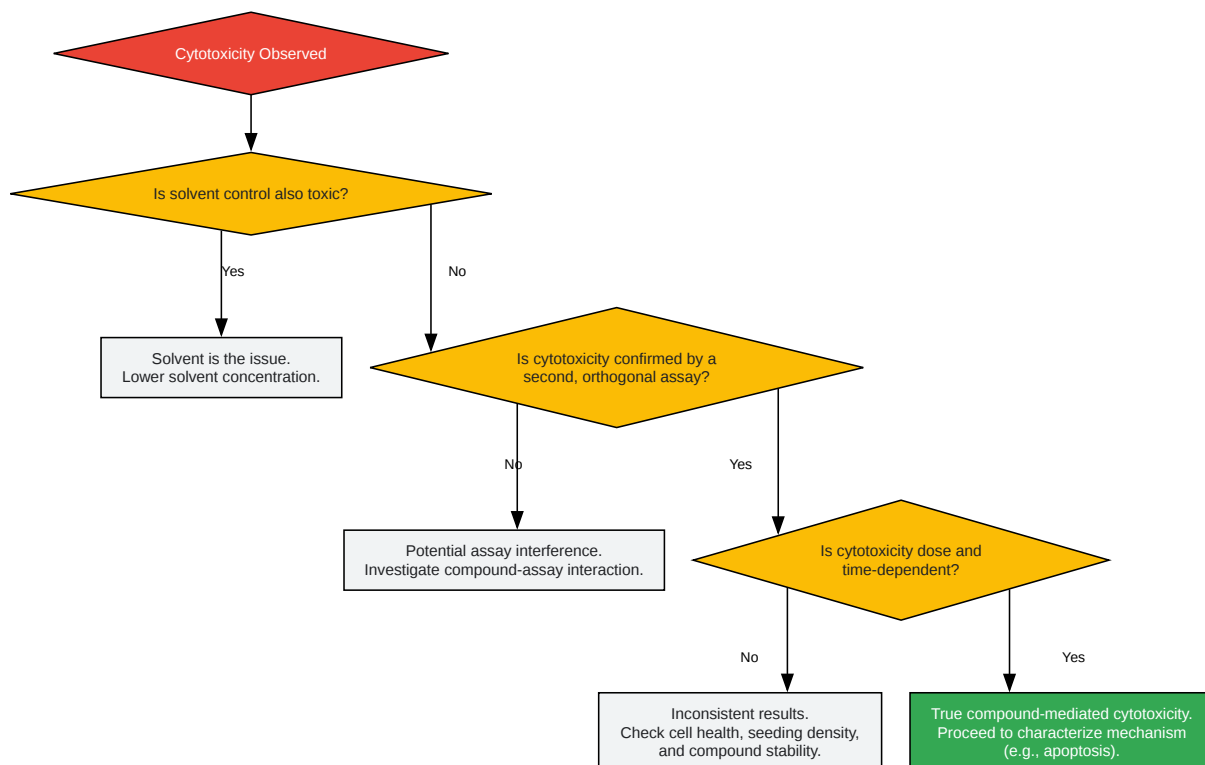 Cytotoxicity Observed
Is solvent control also toxic?
Yes
No
Solvent is the issue.
Lower solvent concentration.
Is cytotoxicity confirmed by a
second, orthogonal assay?
No
Yes
Potential assay interference.
Investigate compound-assay interaction.
Is cytotoxicity dose and
time-dependent?
No
Yes
Inconsistent results.
Check cell health, seeding density,
and compound stability.
True compound-mediated cytotoxicity.
Proceed to characterize mechanism
(e.g., apoptosis).